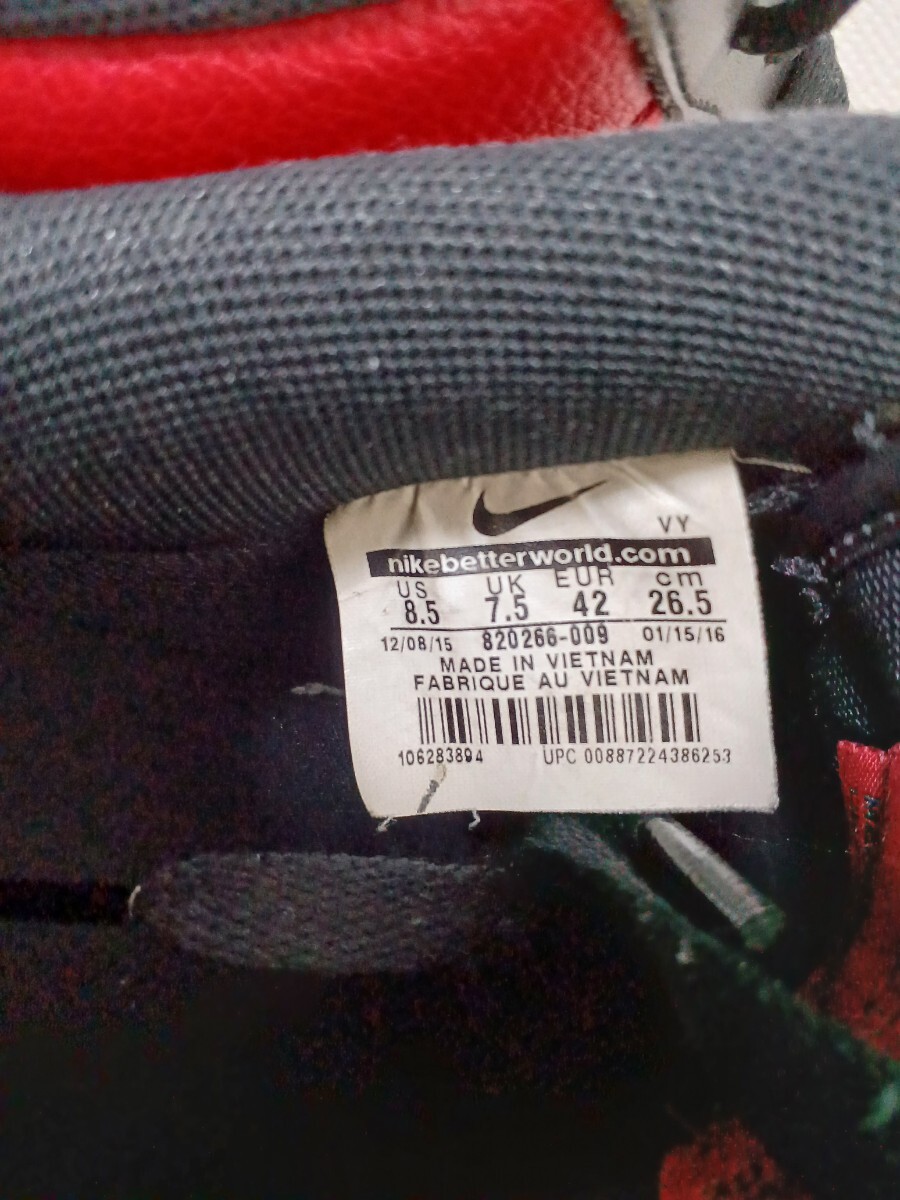 VY
nikebetterworld.com
US UK EUR cm
8.5 7.5 42 26.5
12/08/15 820266-009 01/15/16
MADE IN VIETNAM
FABRIQUE AU VIETNAM
106283894 UPC 00887224386253